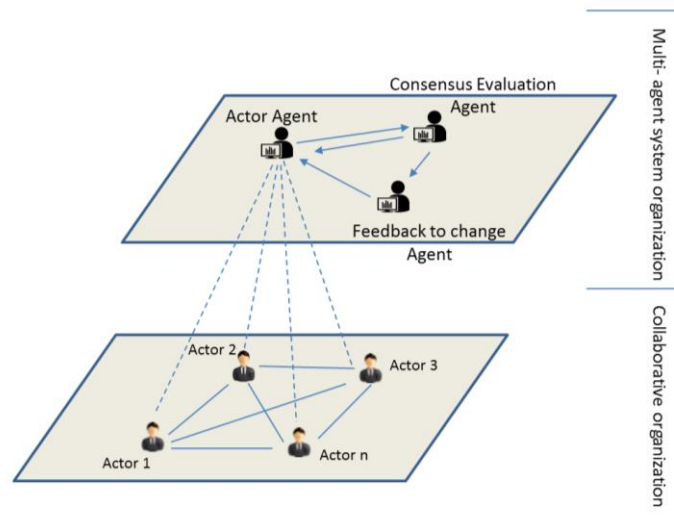 Consensus Evaluation
Agent
Actor Agent
Feedback to change
Agent
Multi- agent system organization
Actor 2
Actor 3
Actor 1
Actor n
Collaborative organization